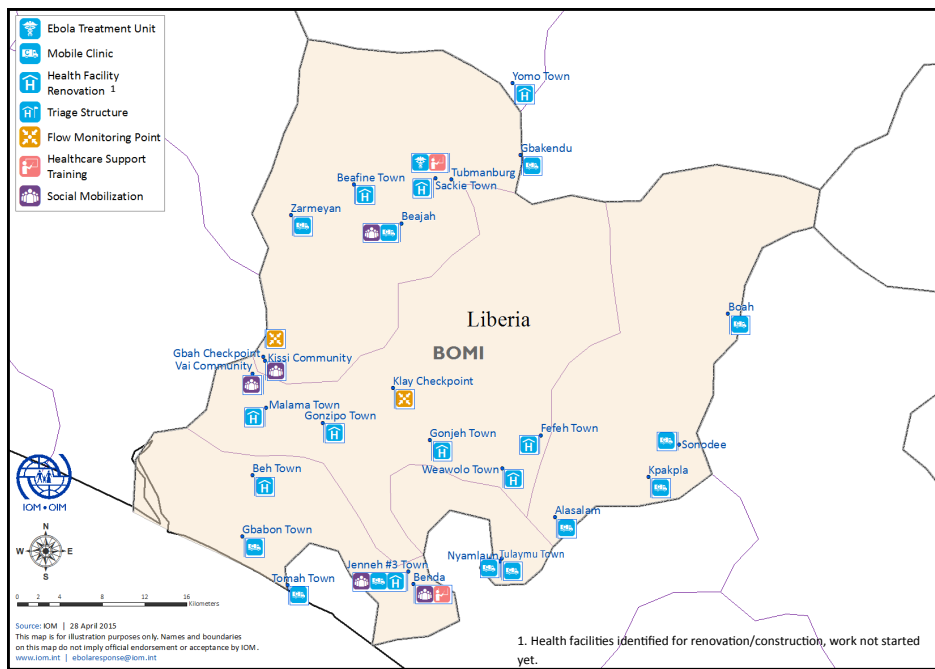 Ebola Treatment Unit
Mobile Clinic
Health Facility
Renovation 1
Triage Structure
Flow Monitoring Point
Healthcare Support
Training
Social Mobilization
Yomo Town
Gbakendu
Tubmanburg
Sackie Town
Beafine Town
Zarmeyan
Beajah
Boah
Liberia
BOMI
Gbah Checkpoint
Kissi Community
Vai Community
Klay Checkpoint
Malama Town
Gonzipo Town
Gonjeh Town
Fefeh Town
Sonodee
Weawolo Town
Beh Town
Kpakpla
Alasalam
Gbabon Town
Nyamlaun
Tulaymu Town
Jenneh #3 Town
Tomah Town
Benda
IOM • OIM
N
W E
S
0 2 4 8 12 16
Kilometers
Source: IOM | 28 April 2015
This map is for illustration purposes only. Names and boundaries
on this map do not imply official endorsement or acceptance by IOM .
www.iom.int | ebolaresponse@iom.int
1. Health facilities identified for renovation/construction, work not started
yet.